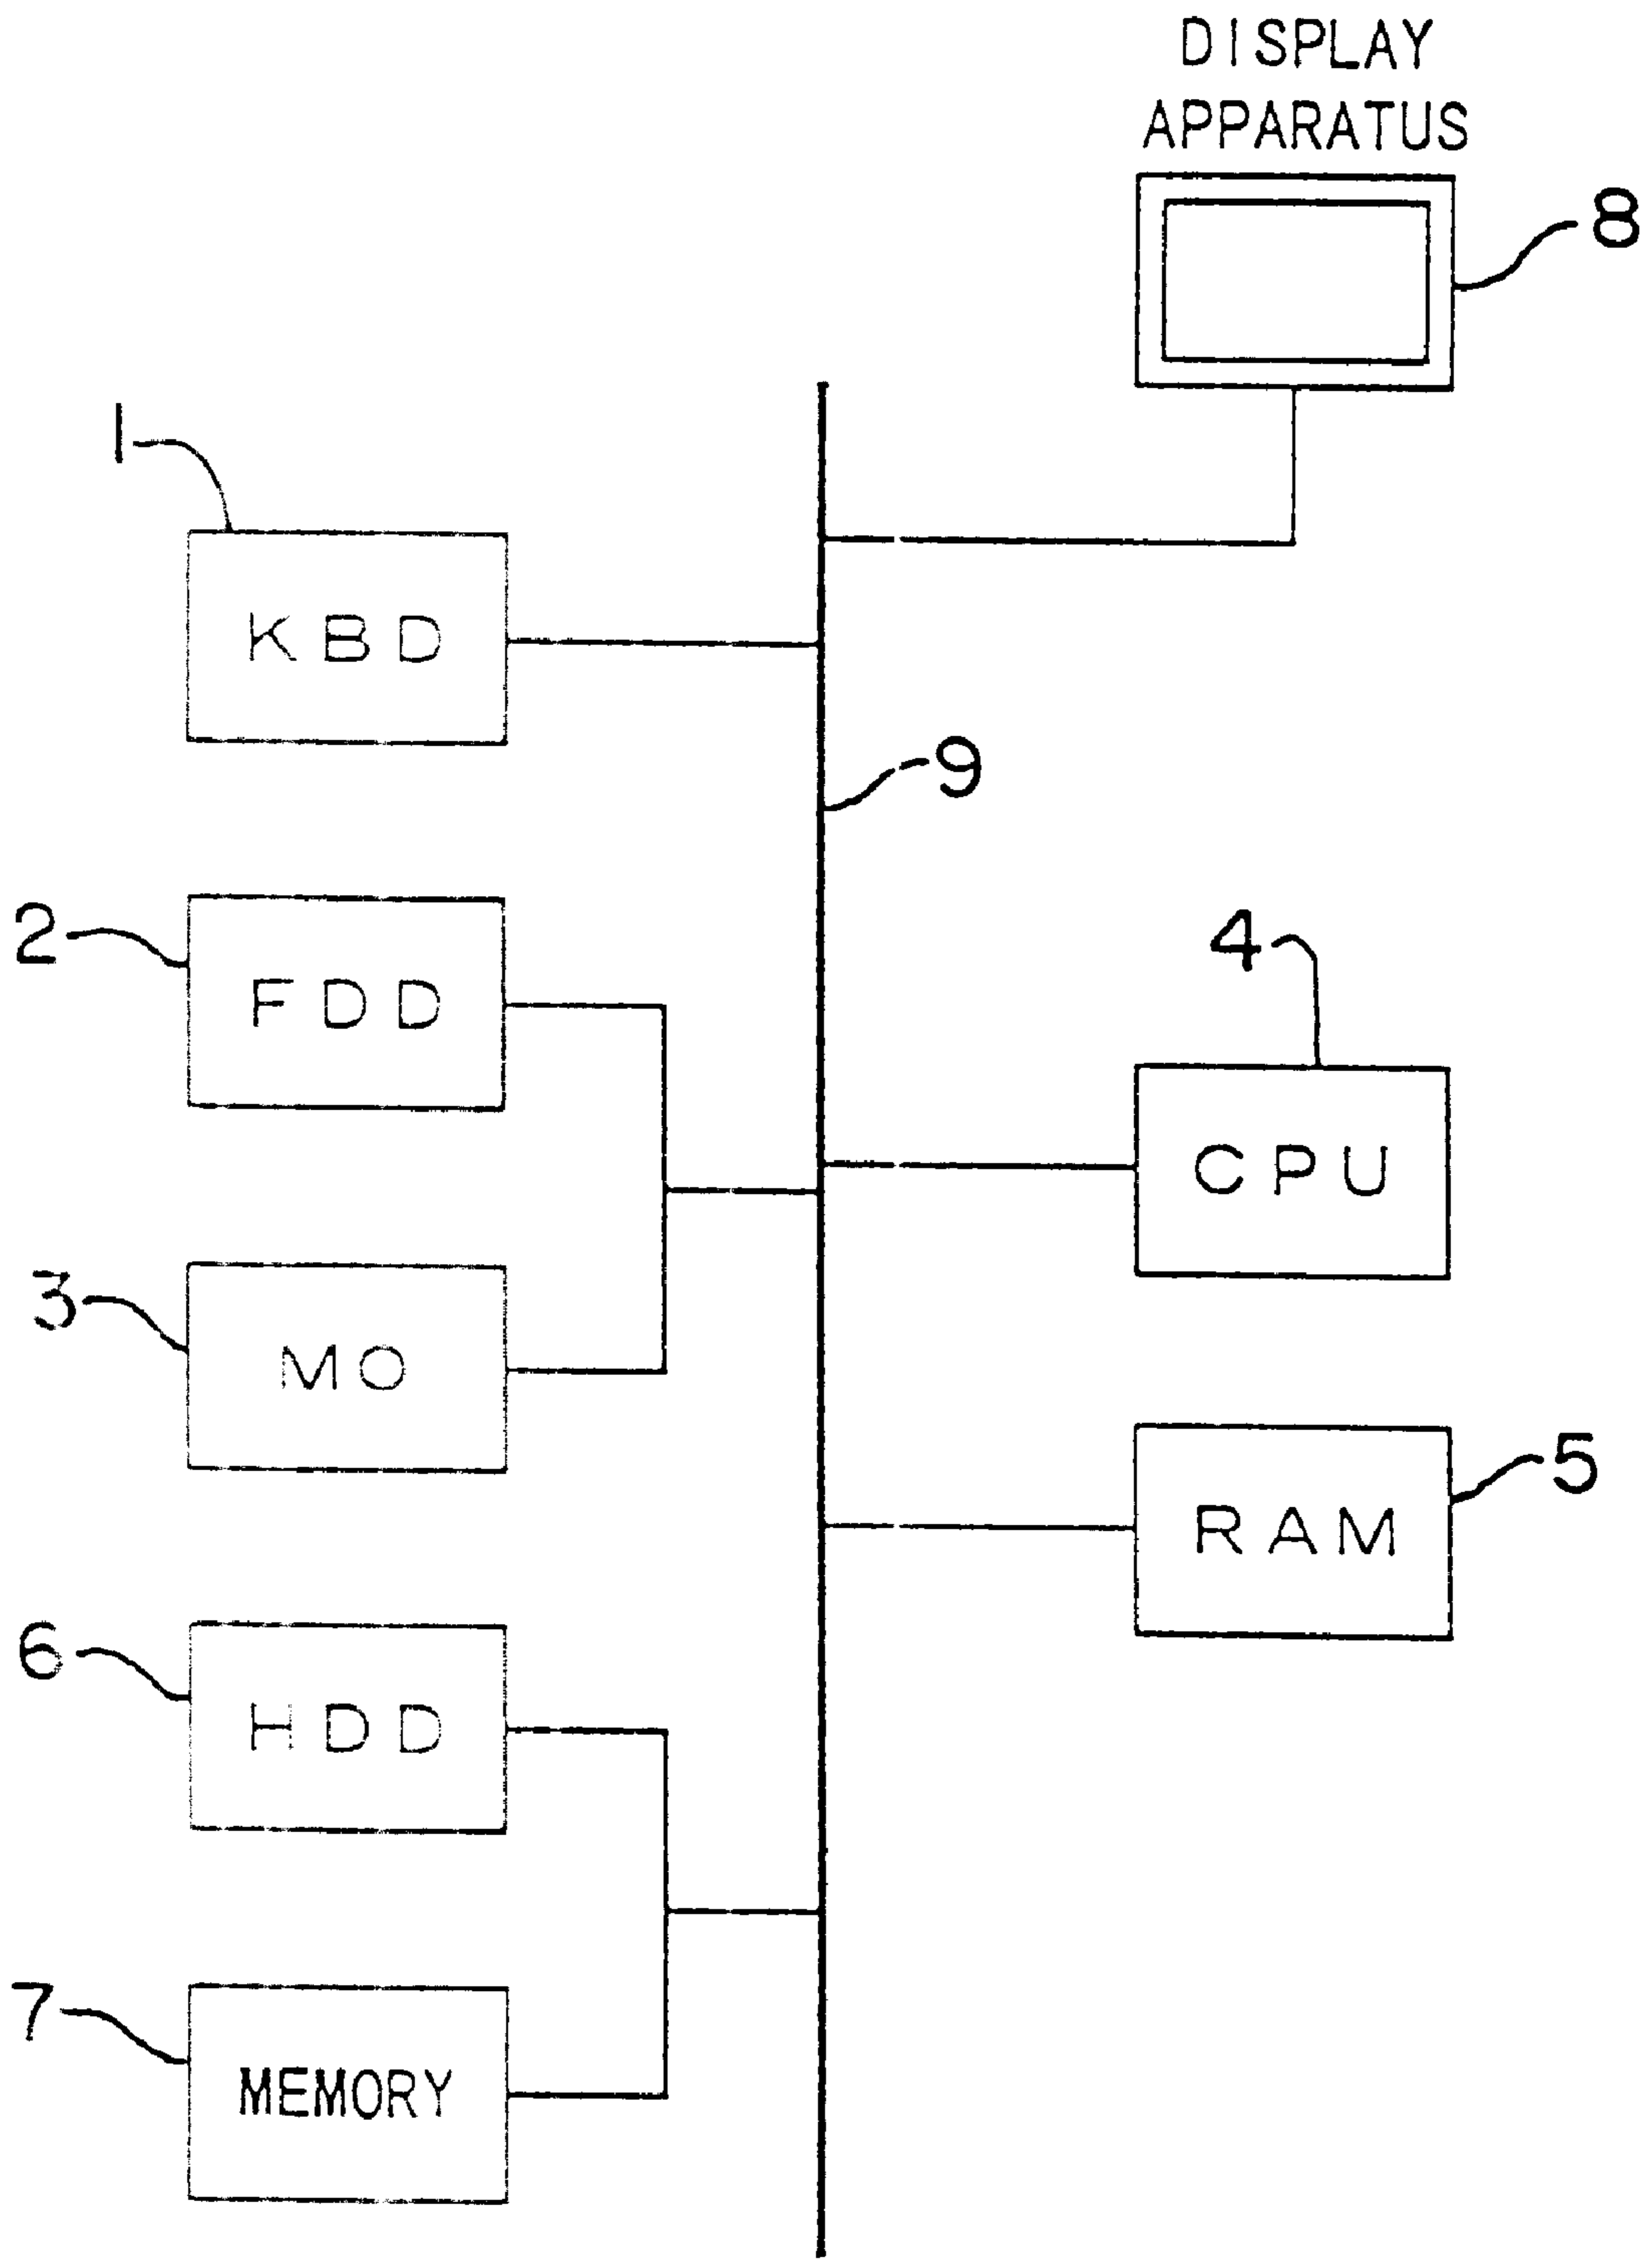 DISPLAY
APPARATUS
8
1
KBD
9
2
FDD
4
CPU
3
MO
5
RAM
6
HDD
7
MEMORY